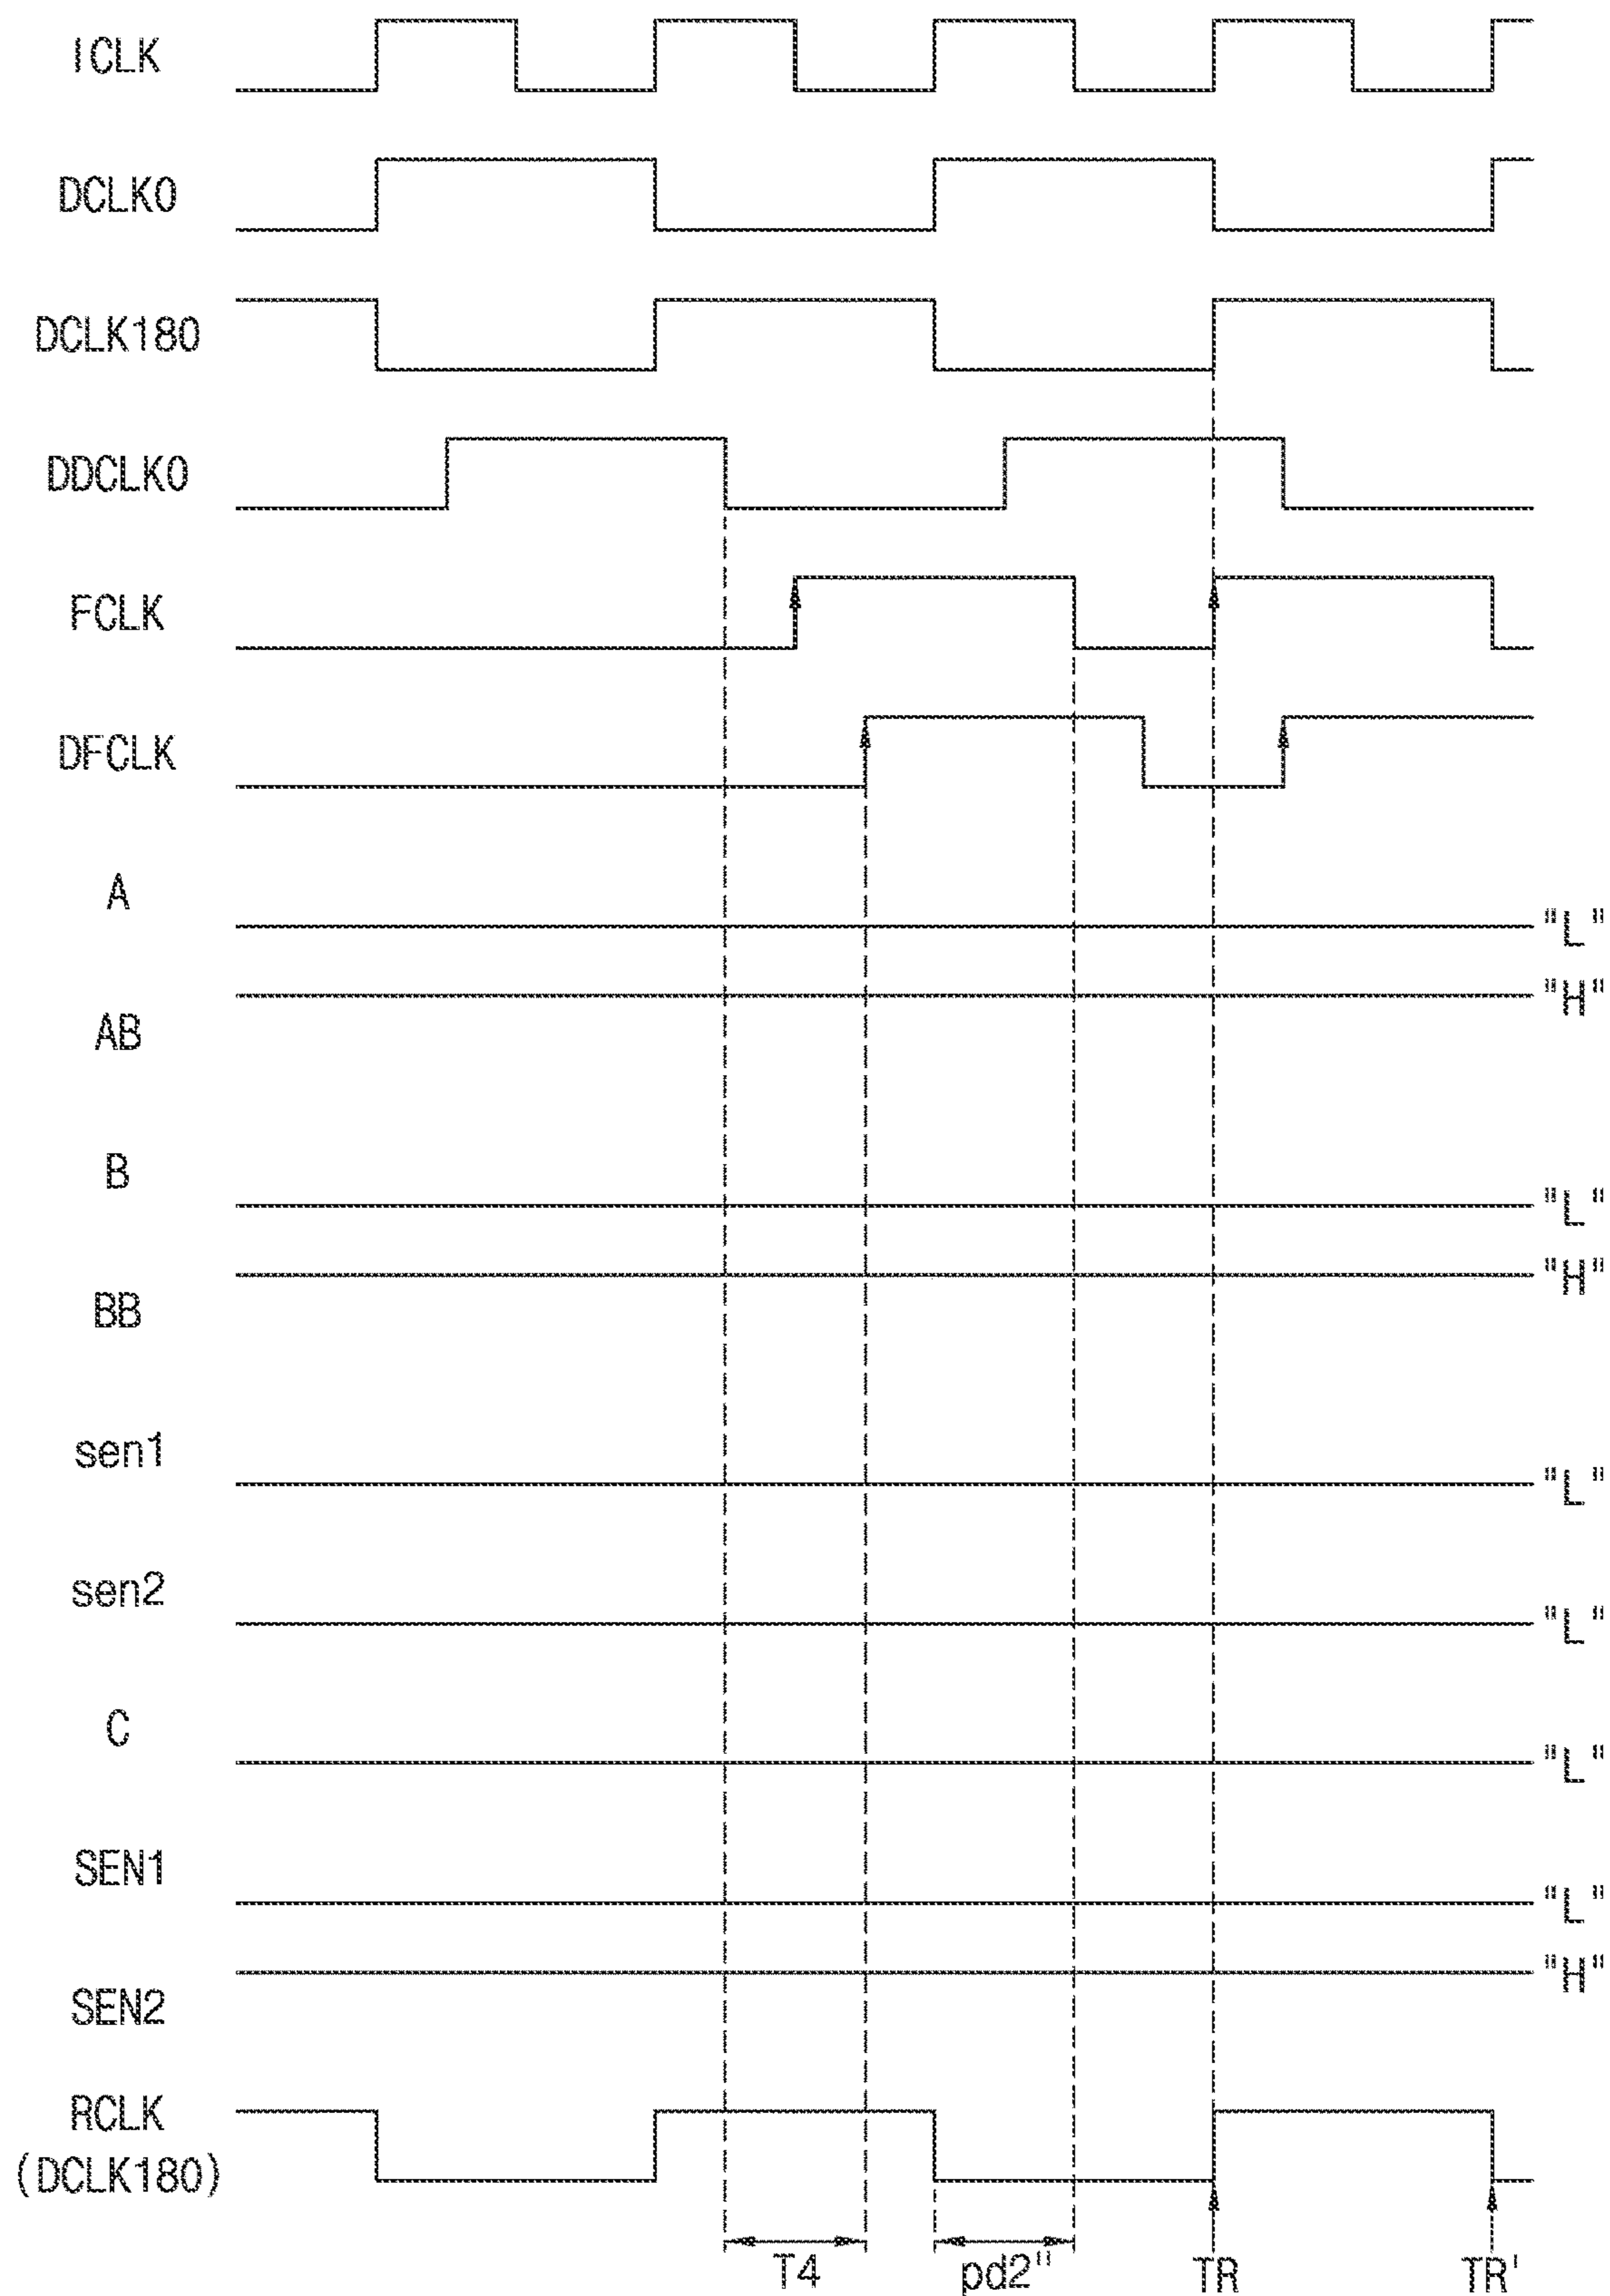 ICLK
DCLK0
DCLK180
DDCLK0
FCLK
DFCLK
A
"L"
AB
"H"
B
"L"
BB
"H"
sen1
"L"
sen2
"L"
C
"L"
SEN1
"L"
SEN2
"H"
RCLK
(DCLK180)
T4
pd2"
TR
TR'